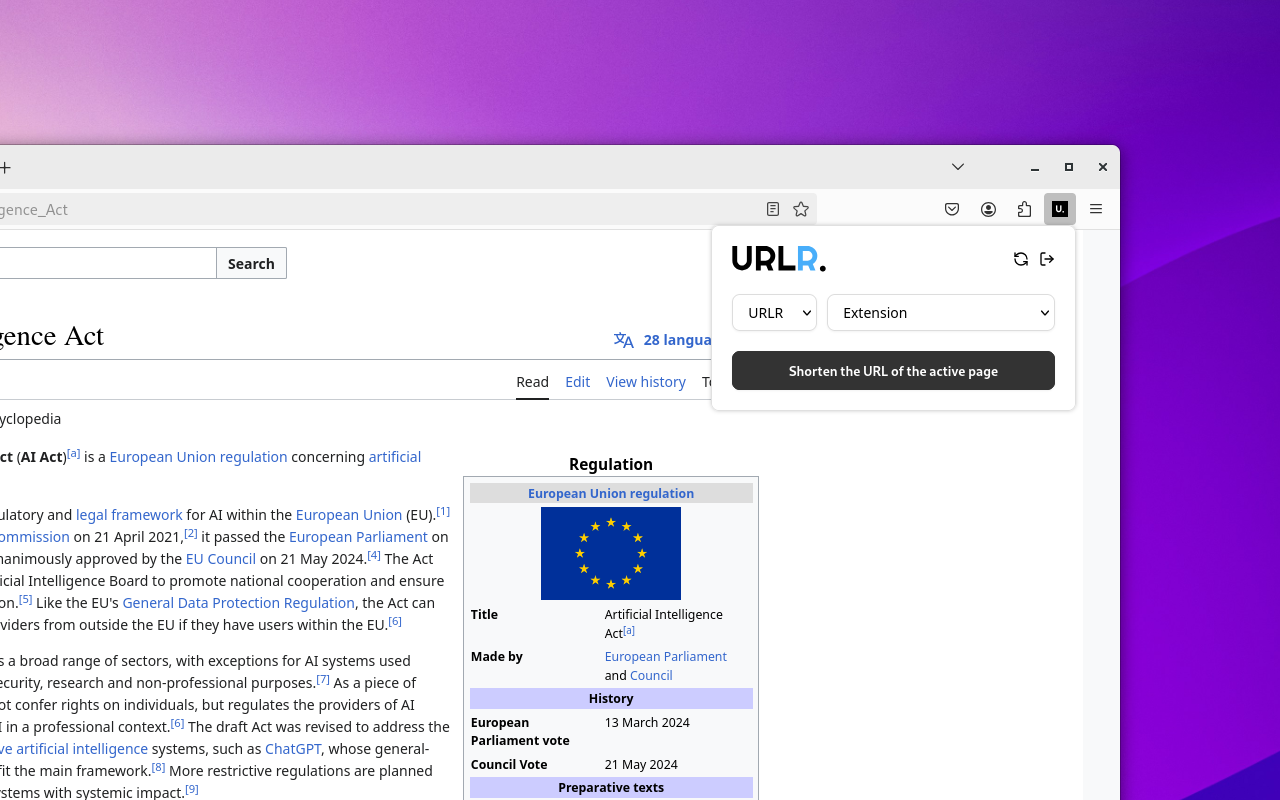 gence_Act
U.
Search
URLR.
URLR
Extension
Shorten the URL of the active page
gence Act
28 langua
Read
Edit
View history
yclopedia
ct (AI Act)[a] is a European Union regulation concerning artificial
ulatory and legal framework for AI within the European Union (EU).[1]
ommission on 21 April 2021,[2] it passed the European Parliament on
nanimously approved by the EU Council on 21 May 2024.[4] The Act
icial Intelligence Board to promote national cooperation and ensure
on.[5] Like the EU's General Data Protection Regulation, the Act can
viders from outside the EU if they have users within the EU.[6]
s a broad range of sectors, with exceptions for AI systems used
ecurity, research and non-professional purposes.[7] As a piece of
ot confer rights on individuals, but regulates the providers of AI
I in a professional context.[6] The draft Act was revised to address the
ve artificial intelligence systems, such as ChatGPT, whose general-
fit the main framework.[8] More restrictive regulations are planned
ystems with systemic impact.[9]
Regulation
European Union regulation
Title
Artificial Intelligence
Act[a]
Made by
European Parliament
and Council
History
European
Parliament vote
13 March 2024
Council Vote
21 May 2024
Preparative texts